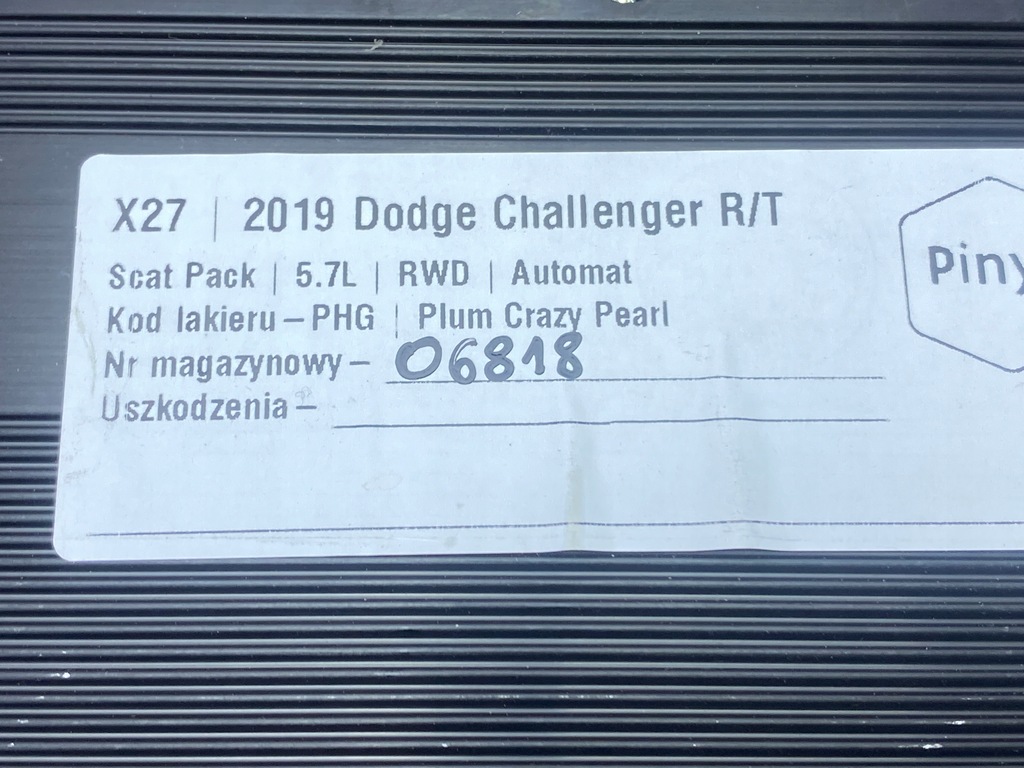 X27 | 2019 Dodge Challenger R/T
Scat Pack | 5.7L | RWD | Automat
Kod lakieru – PHG | Plum Crazy Pearl
Nr magazynowy – 06818
Uszkodzenia –